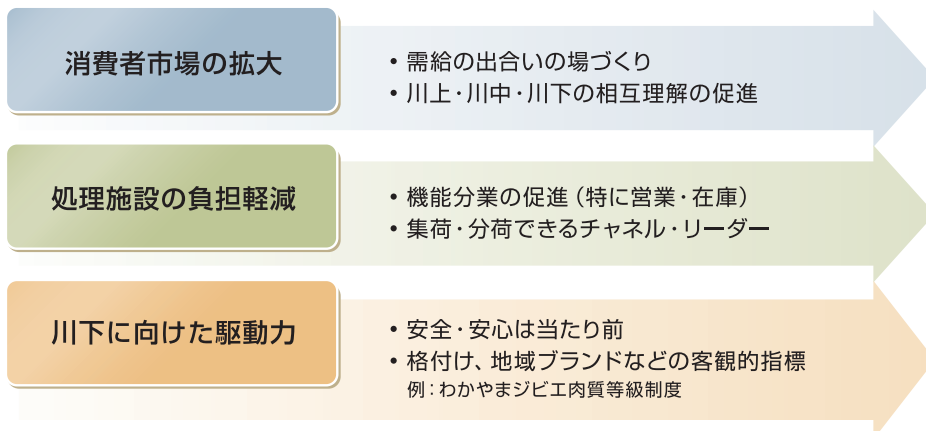 消費者市場の拡大
• 需給の出合いの場づくり
• 川上・川中・川下の相互理解の促進
処理施設の負担軽減
• 機能分業の促進（特に営業・在庫）
• 集荷・分荷できるチャネル・リーダー
川下に向けた駆動力
• 安全・安心は当たり前
• 格付け、地域ブランドなどの客観的指標
例：わかやまジビエ肉質等級制度